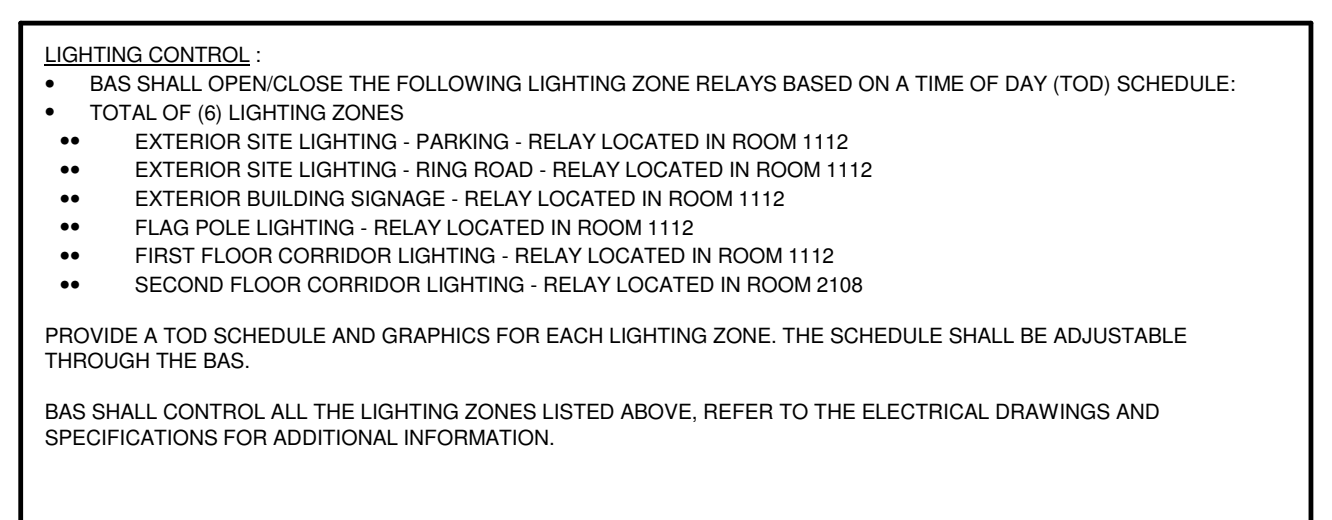 LIGHTING CONTROL :
• BAS SHALL OPEN/CLOSE THE FOLLOWING LIGHTING ZONE RELAYS BASED ON A TIME OF DAY (TOD) SCHEDULE:
• TOTAL OF (6) LIGHTING ZONES
•• EXTERIOR SITE LIGHTING - PARKING - RELAY LOCATED IN ROOM 1112
•• EXTERIOR SITE LIGHTING - RING ROAD - RELAY LOCATED IN ROOM 1112
•• EXTERIOR BUILDING SIGNAGE - RELAY LOCATED IN ROOM 1112
•• FLAG POLE LIGHTING - RELAY LOCATED IN ROOM 1112
•• FIRST FLOOR CORRIDOR LIGHTING - RELAY LOCATED IN ROOM 1112
•• SECOND FLOOR CORRIDOR LIGHTING - RELAY LOCATED IN ROOM 2108
PROVIDE A TOD SCHEDULE AND GRAPHICS FOR EACH LIGHTING ZONE. THE SCHEDULE SHALL BE ADJUSTABLE
THROUGH THE BAS.
BAS SHALL CONTROL ALL THE LIGHTING ZONES LISTED ABOVE, REFER TO THE ELECTRICAL DRAWINGS AND
SPECIFICATIONS FOR ADDITIONAL INFORMATION.